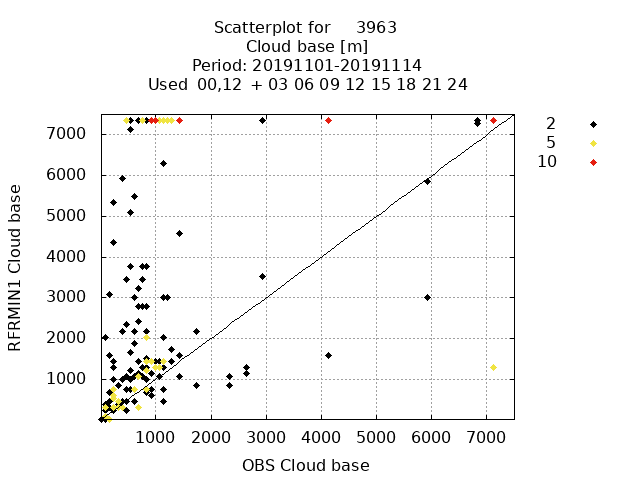 Scatterplot for 3963
Cloud base [m]
Period: 20191101-20191114
Used 00,12 + 03 06 09 12 15 18 21 24
2
5
10
7000
6000
5000
4000
3000
2000
1000
RFRMIN1 Cloud base
1000 2000 3000 4000 5000 6000 7000
OBS Cloud base